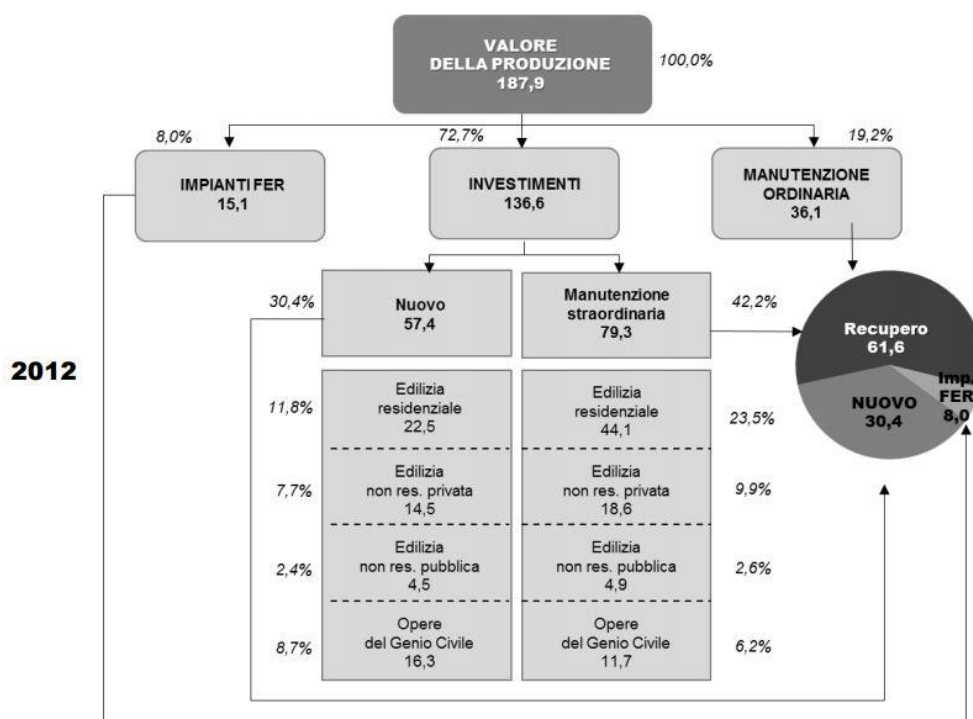 VALORE
DELLA PRODUZIONE
187,9
100,0%
8,0%
72,7%
19,2%
IMPIANTI FER
15,1
INVESTIMENTI
136,6
MANUTENZIONE
ORDINARIA
36,1
30,4%
Nuovo
57,4
Manutenzione
straordinaria
79,3
42,2%
Recupero
61,6
Imp.
FER
8,0
NUOVO
30,4
2012
11,8%
Edilizia
residenziale
22,5
Edilizia
residenziale
44,1
23,5%
7,7%
Edilizia
non res. privata
14,5
Edilizia
non res. privata
18,6
9,9%
2,4%
Edilizia
non res. pubblica
4,5
Edilizia
non res. pubblica
4,9
2,6%
8,7%
Opere
del Genio Civile
16,3
Opere
del Genio Civile
11,7
6,2%